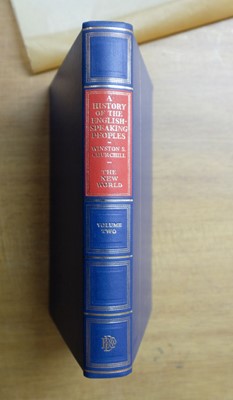 A
HISTORY
OF THE
ENGLISH-
SPEAKING
PEOPLES
WINSTON S.
CHURCHILL
THE
NEW
WORLD
VOLUME
TWO